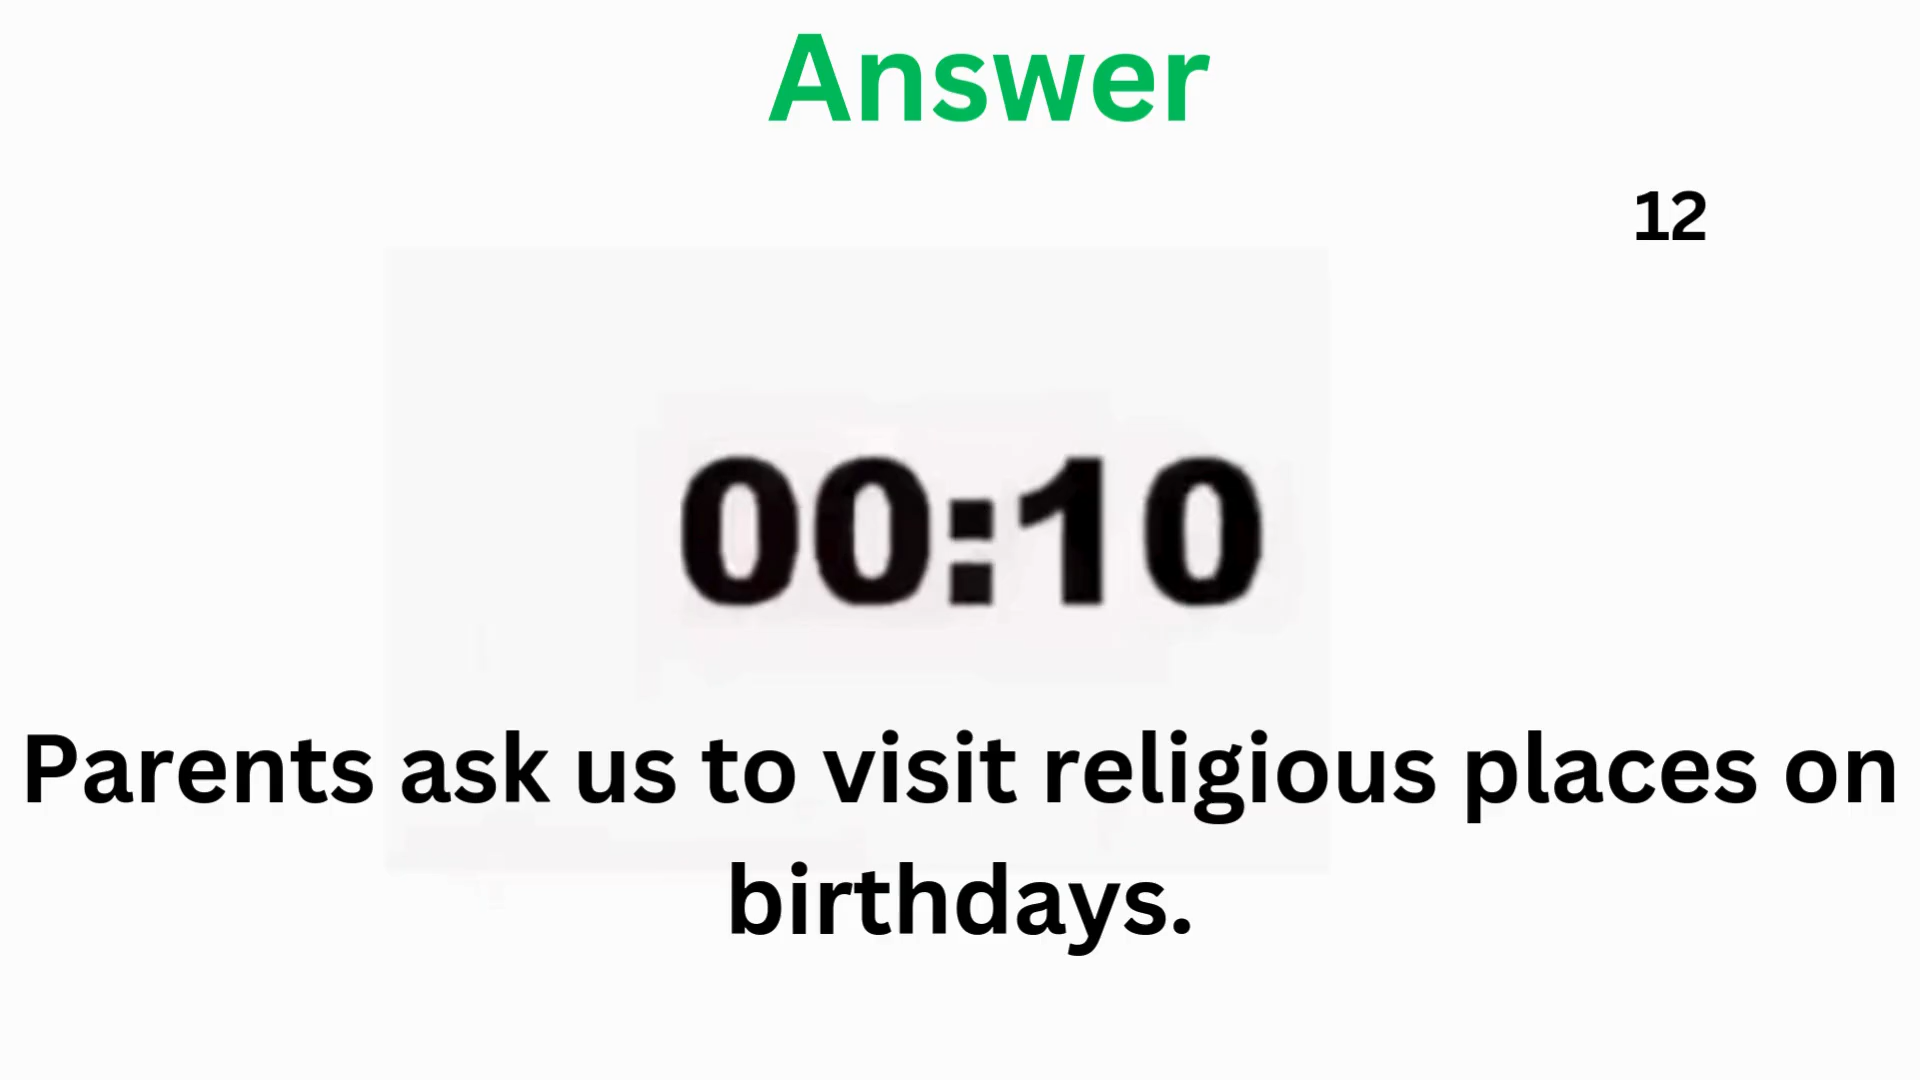 Answer
12
00:10
Parents ask us to visit religious places on
birthdays.